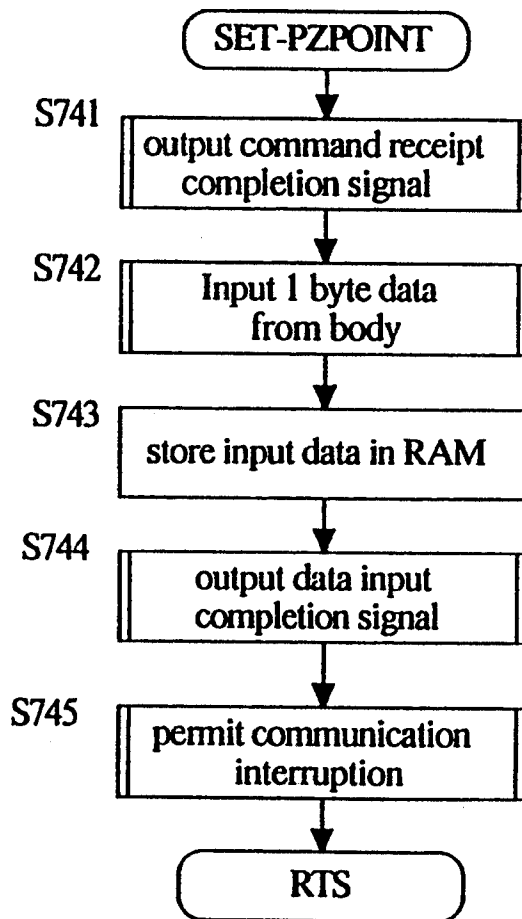 SET-PZPOINT
S741
output command receipt
completion signal
S742
Input 1 byte data
from body
S743
store input data in RAM
S744
output data input
completion signal
S745
permit communication
interruption
RTS